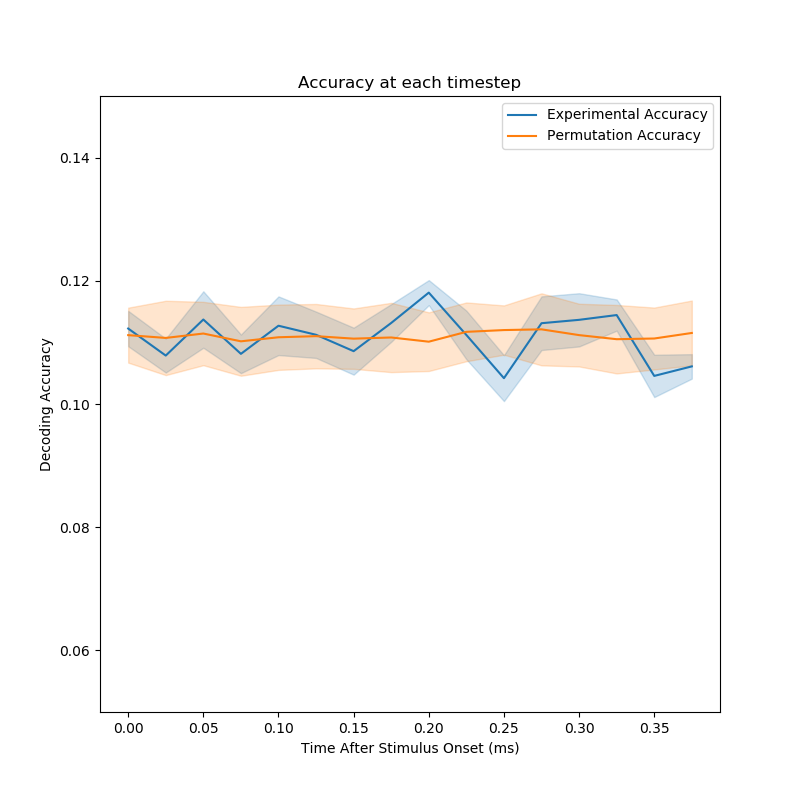 Accuracy at each timestep
Experimental Accuracy
Permutation Accuracy
0.14
0.12
0.10
0.08
0.06
Decoding Accuracy
0.00 0.05 0.10 0.15 0.20 0.25 0.30 0.35
Time After Stimulus Onset (ms)